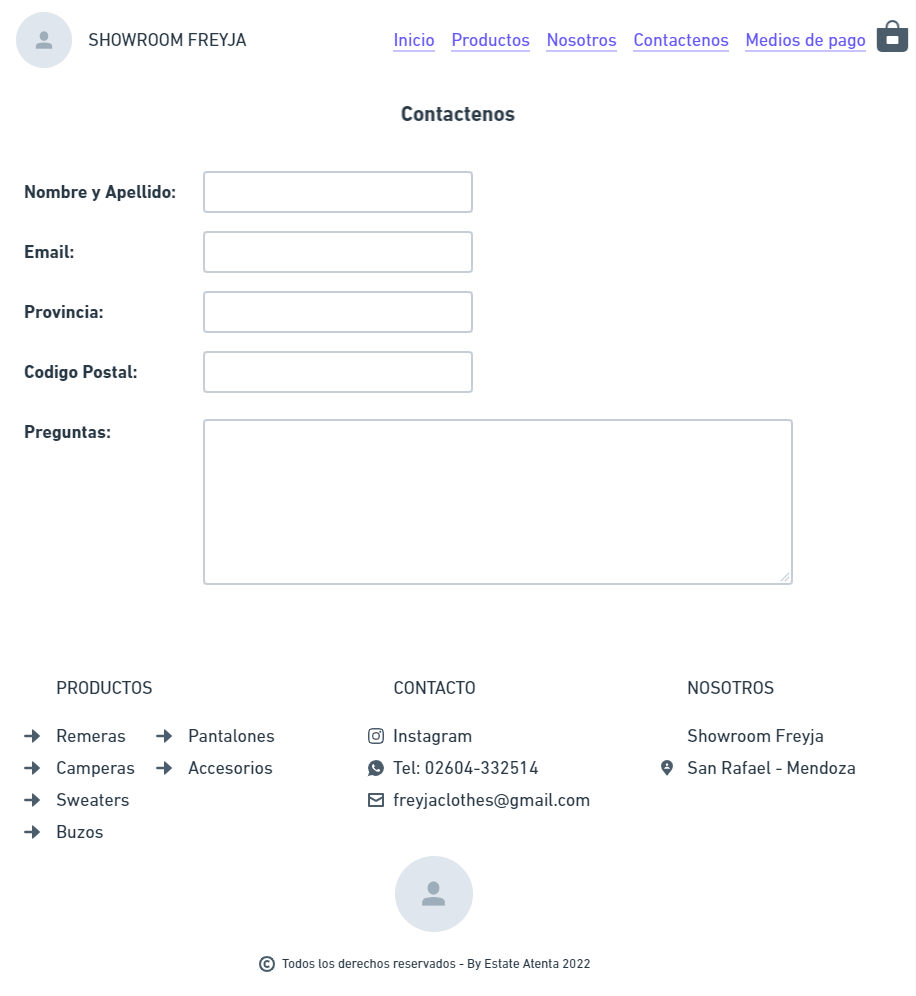 SHOWROOM FREYJA Inicio Productos Nosotros Contactenos Medios de pago
Contactenos
Nombre y Apellido:
Email:
Provincia:
Codigo Postal:
Preguntas:
PRODUCTOS CONTACTO NOSOTROS
Remeras Pantalones Instagram Showroom Freyja
Camperas Accesorios Tel: 02604-332514 San Rafael - Mendoza
Sweaters freyjaclothes@gmail.com
Buzos
© Todos los derechos reservados - By Estate Atenta 2022